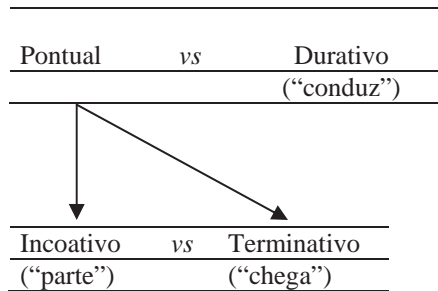 Pontual vs Durativo
(“conduz”)
Incoativo vs Terminativo
(“parte”) (“chega”)